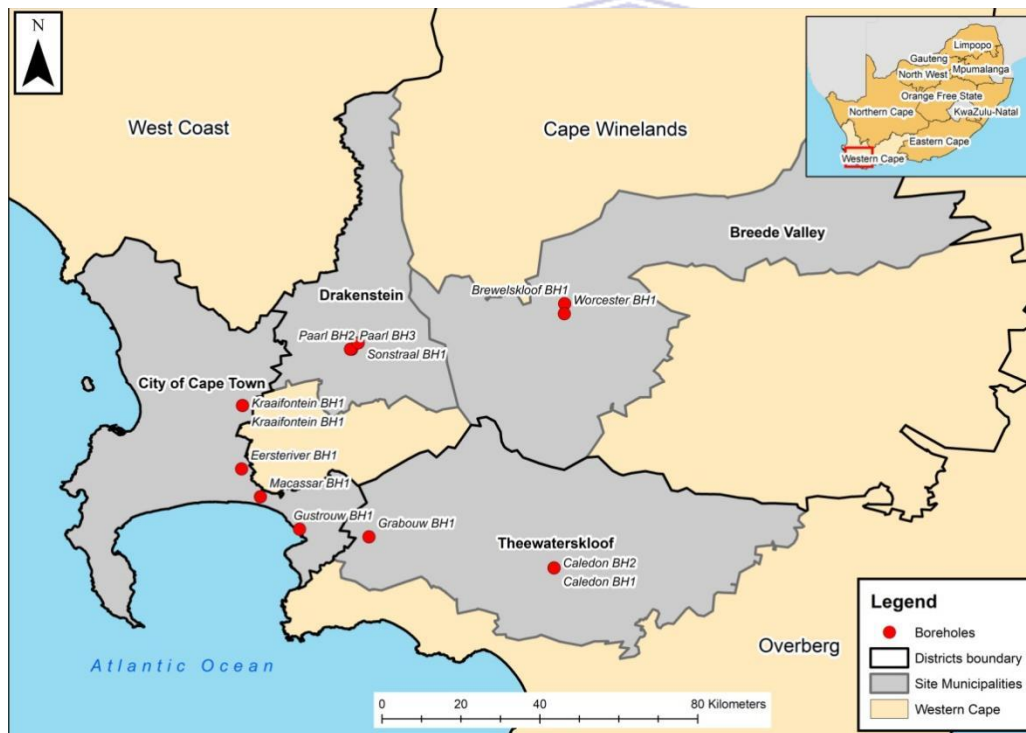 N
West Coast
Cape Winelands
Limpopo
Gauteng
North West
Mpumalanga
Orange Free State
Northern Cape
KwaZulu-Natal
Eastern Cape
Western Cape
Breede Valley
Drakenstein
Brewelskloof BH1
Worcester BH1
Paarl BH2
Paarl BH3
Sonstraal BH1
City of Cape Town
Kraaifontein BH1
Kraaifontein BH1
Eersteriver BH1
Macassar BH1
Gustrouw BH1
Grabouw BH1
Theewaterskloof
Caledon BH2
Caledon BH1
Overberg
Atlantic Ocean
Legend
Boreholes
Districts boundary
Site Municipalities
Western Cape
0 20 40 80 Kilometers